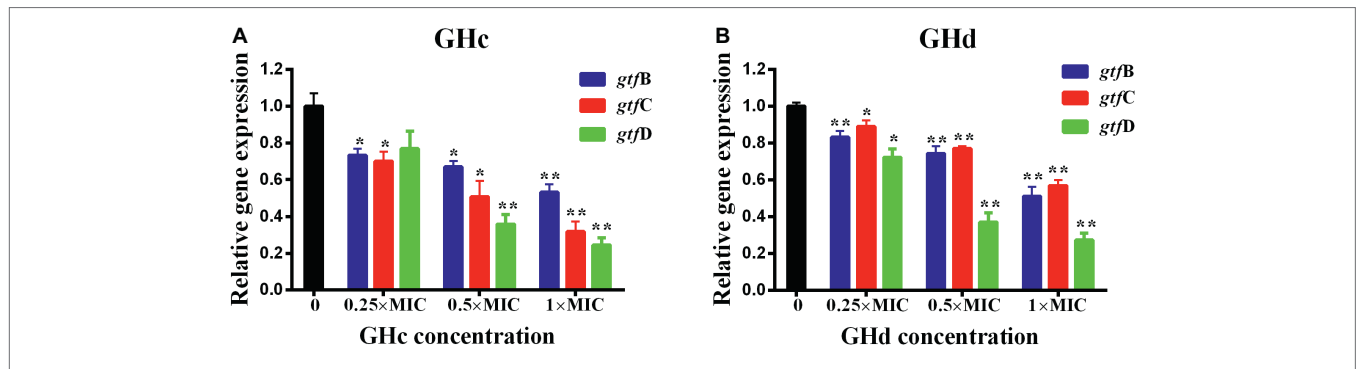 A
GHc
Relative gene expression
1.2
1.0
0.8
0.6
0.4
0.2
0.0
gtfB
gtfC
gtfD
* *
* * **
** ** **
0 0.25×MIC 0.5×MIC 1×MIC
GHc concentration
B
GHd
Relative gene expression
1.2
1.0
0.8
0.6
0.4
0.2
0.0
gtfB
gtfC
gtfD
** * *
** ** **
** ** **
0 0.25×MIC 0.5×MIC 1×MIC
GHd concentration